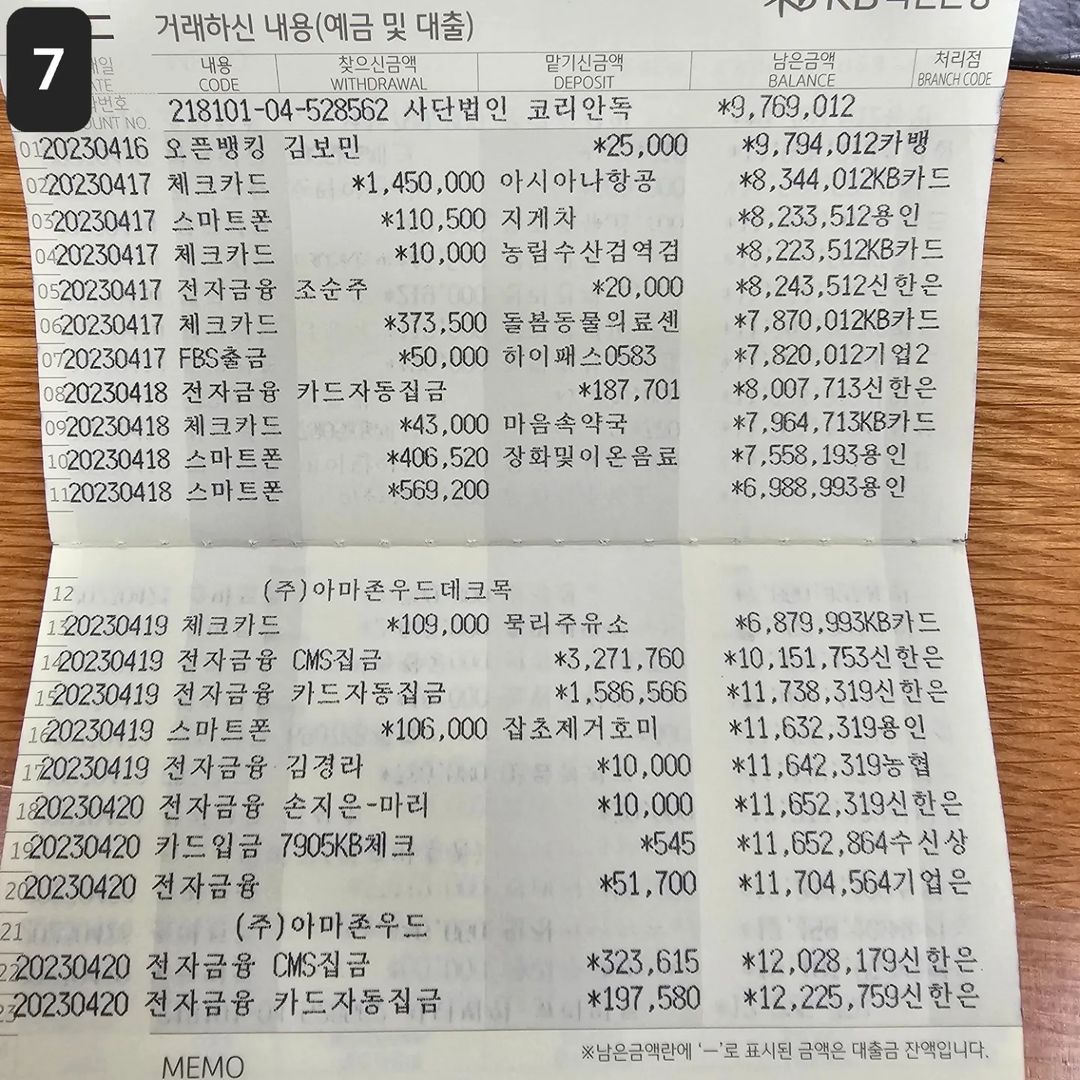 7
거래하신 내용(예금 및 대출)
내용 찾으신금액 맡기신금액 남은금액 처리점
CODE WITHDRAWAL DEPOSIT BALANCE BRANCH CODE
218101-04-528562 사단법인 코리안독 *9,769,012
01 20230416 오픈뱅킹 김보민 *25,000 *9,794,012카뱅
02 20230417 체크카드 *1,450,000 아시아나항공 *8,344,012KB카드
03 20230417 스마트폰 *110,500 지게차 *8,233,512용인
04 20230417 체크카드 *10,000 농림수산검역검 *8,223,512KB카드
05 20230417 전자금융 조순주 *20,000 *8,243,512신한은
06 20230417 체크카드 *373,500 돌봄동물의료센 *7,870,012KB카드
07 20230417 FBS출금 *50,000 하이패스0583 *7,820,012기업2
08 20230418 전자금융 카드자동집금 *187,701 *8,007,713신한은
09 20230418 체크카드 *43,000 마음속약국 *7,964,713KB카드
10 20230418 스마트폰 *406,520 장화및이온음료 *7,558,193용인
11 20230418 스마트폰 *569,200 *6,988,993용인
12 (주)아마존우드데크목
13 20230419 체크카드 *109,000 묵리주유소 *6,879,993KB카드
14 20230419 전자금융 CMS집금 *3,271,760 *10,151,753신한은
15 20230419 전자금융 카드자동집금 *1,586,566 *11,738,319신한은
16 20230419 스마트폰 *106,000 잡초제거호미 *11,632,319용인
17 20230419 전자금융 김경라 *10,000 *11,642,319농협
18 20230420 전자금융 손지은-마리 *10,000 *11,652,319신한은
19 20230420 카드입금 7905KB체크 *545 *11,652,864수신상
20 20230420 전자금융 *51,700 *11,704,564기업은
21 (주)아마존우드
22 20230420 전자금융 CMS집금 *323,615 *12,028,179신한은
23 20230420 전자금융 카드자동집금 *197,580 *12,225,759신한은
※남은금액란에 '－'로 표시된 금액은 대출금 잔액입니다.
MEMO